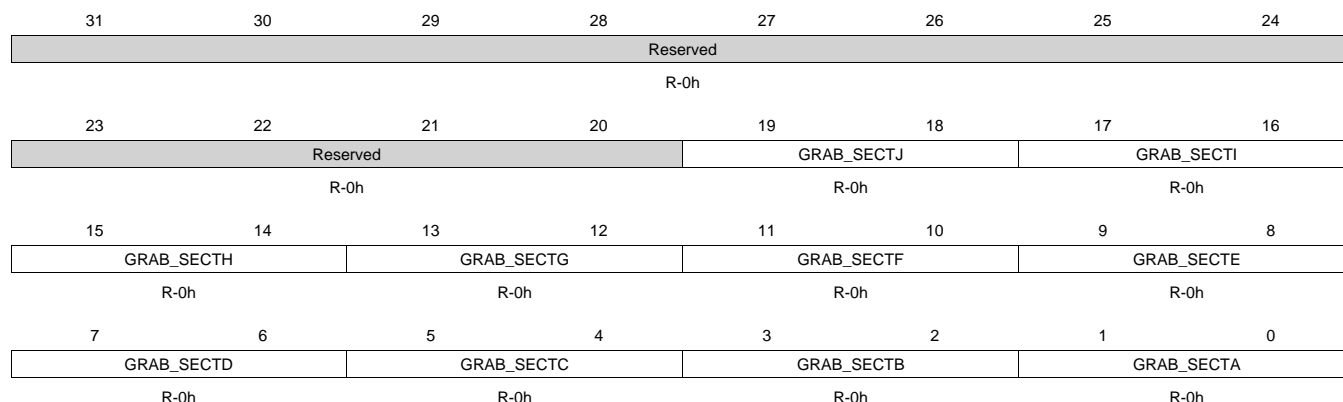 31 30 29 28 27 26 25 24
Reserved
R-0h
23 22 21 20 19 18 17 16
Reserved GRAB_SECTJ GRAB_SECTI
R-0h R-0h R-0h
15 14 13 12 11 10 9 8
GRAB_SECTH GRAB_SECTG GRAB_SECTF GRAB_SECTE
R-0h R-0h R-0h R-0h
7 6 5 4 3 2 1 0
GRAB_SECTD GRAB_SECTC GRAB_SECTB GRAB_SECTA
R-0h R-0h R-0h R-0h